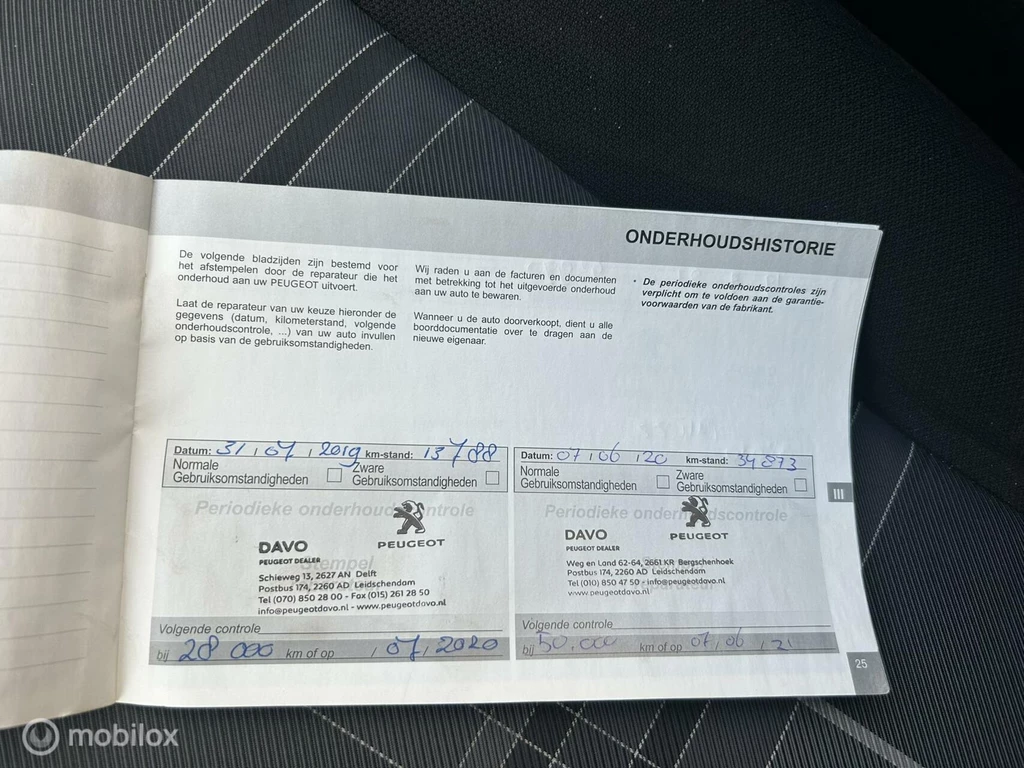 ONDERHOUDSHISTORIE
De volgende bladzijden zijn bestemd voor
het afstempelen door de reparateur die het
onderhoud aan uw PEUGEOT uitvoert.
Laat de reparateur van uw keuze hieronder de
gegevens (datum, kilometerstand, volgende
onderhoudscontrole, ...) van uw auto invullen
op basis van de gebruiksomstandigheden.
Wij raden u aan de facturen en documenten
met betrekking tot het uitgevoerde onderhoud
aan uw auto te bewaren.
Wanneer u de auto doorverkoopt, dient u alle
boorddocumentatie over te dragen aan de
nieuwe eigenaar.
• De periodieke onderhoudscontroles zijn
verplicht om te voldoen aan de garantie-
voorwaarden van de fabrikant.
Datum: 31 / 07 / 2019 km-stand: 13788
Normale
Gebruiksomstandigheden
Zware
Gebruiksomstandigheden
Periodieke onderhoudscontrole
PEUGEOT
DAVO
PEUGEOT DEALER
Stempel
Schieweg 13, 2627 AN Delft
Postbus 174, 2260 AD Leidschendam
Tel (070) 850 28 00 - Fax (015) 261 28 50
info@peugeotdavo.nl - www.peugeotdavo.nl
Volgende controle
bij 28 000 km of op / 07 / 2020
Datum: 07 / 06 / 20 km-stand: 34873
Normale
Gebruiksomstandigheden
Zware
Gebruiksomstandigheden
Periodieke onderhoudscontrole
PEUGEOT
DAVO
PEUGEOT DEALER
Weg en Land 62-64, 2661 KR Bergschenhoek
Postbus 174, 2260 AD Leidschendam
Tel (010) 850 47 50 - info@peugeotdavo.nl
www.peugeotdavo.nl
Volgende controle
bij 50.000 km of op 07 / 06 / 21
III
25
mobilox